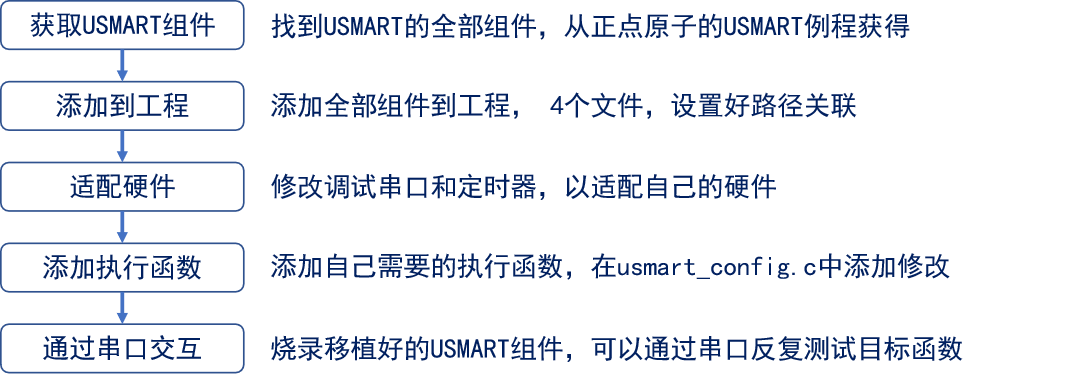 获取USMART组件
找到USMART的全部组件，从正点原子的USMART例程获得
添加到工程
添加全部组件到工程， 4个文件，设置好路径关联
适配硬件
修改调试串口和定时器，以适配自己的硬件
添加执行函数
添加自己需要的执行函数，在usmart_config.c中添加修改
通过串口交互
烧录移植好的USMART组件，可以通过串口反复测试目标函数